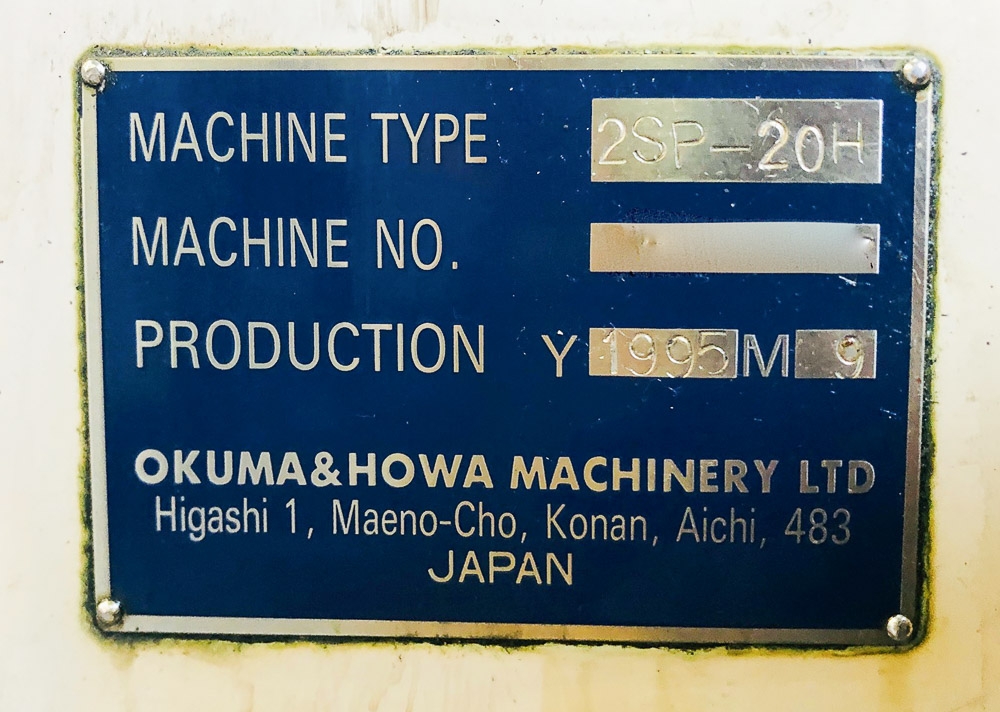 MACHINE TYPE 2SP-20H
MACHINE NO.
PRODUCTION Y 1995 M 9
OKUMA&HOWA MACHINERY LTD
Higashi 1, Maeno-Cho, Konan, Aichi, 483
JAPAN